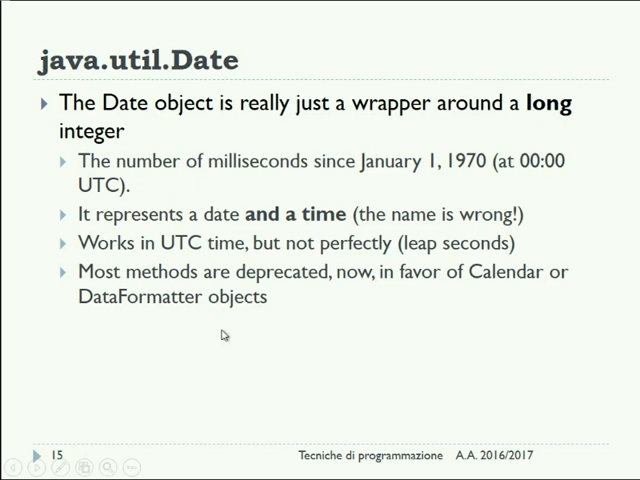 java.util.Date
The Date object is really just a wrapper around a long
integer
The number of milliseconds since January 1, 1970 (at 00:00
UTC).
It represents a date and a time (the name is wrong!)
Works in UTC time, but not perfectly (leap seconds)
Most methods are deprecated, now, in favor of Calendar or
DataFormatter objects
15
Tecniche di programmazione A.A. 2016/2017